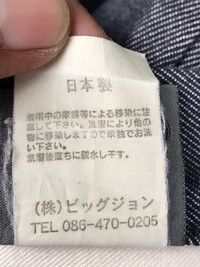 日本製
着用中の摩擦等による移染に注
意して下さい。洗濯により他の
物に移染しますので単独でお洗
い下さい。
洗濯後直ちに脱水し干す。
(株)ビッグジョン
TEL 086-470-0205